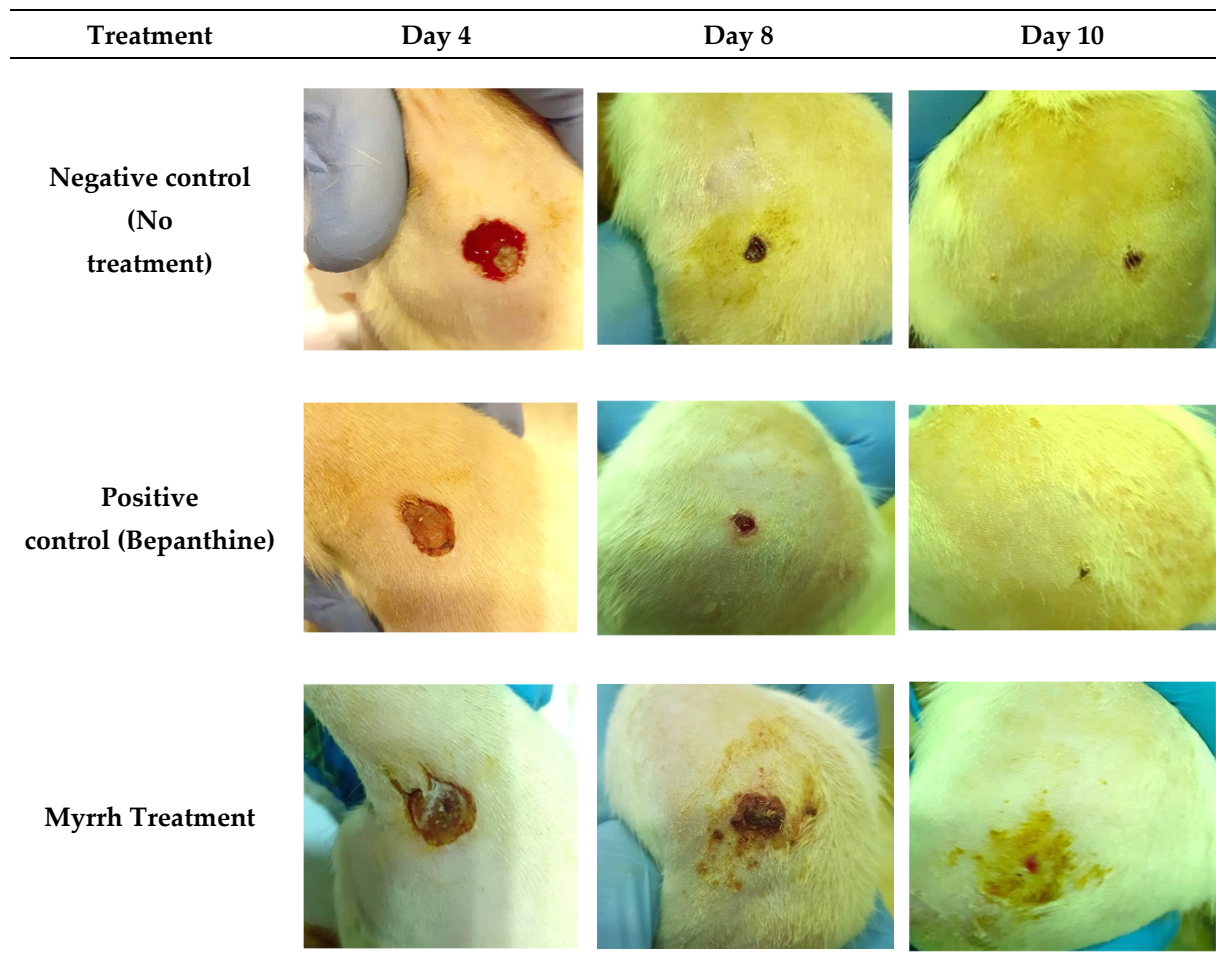 Treatment Day 4 Day 8 Day 10
Negative control
(No
treatment)
Positive
control (Bepanthine)
Myrrh Treatment